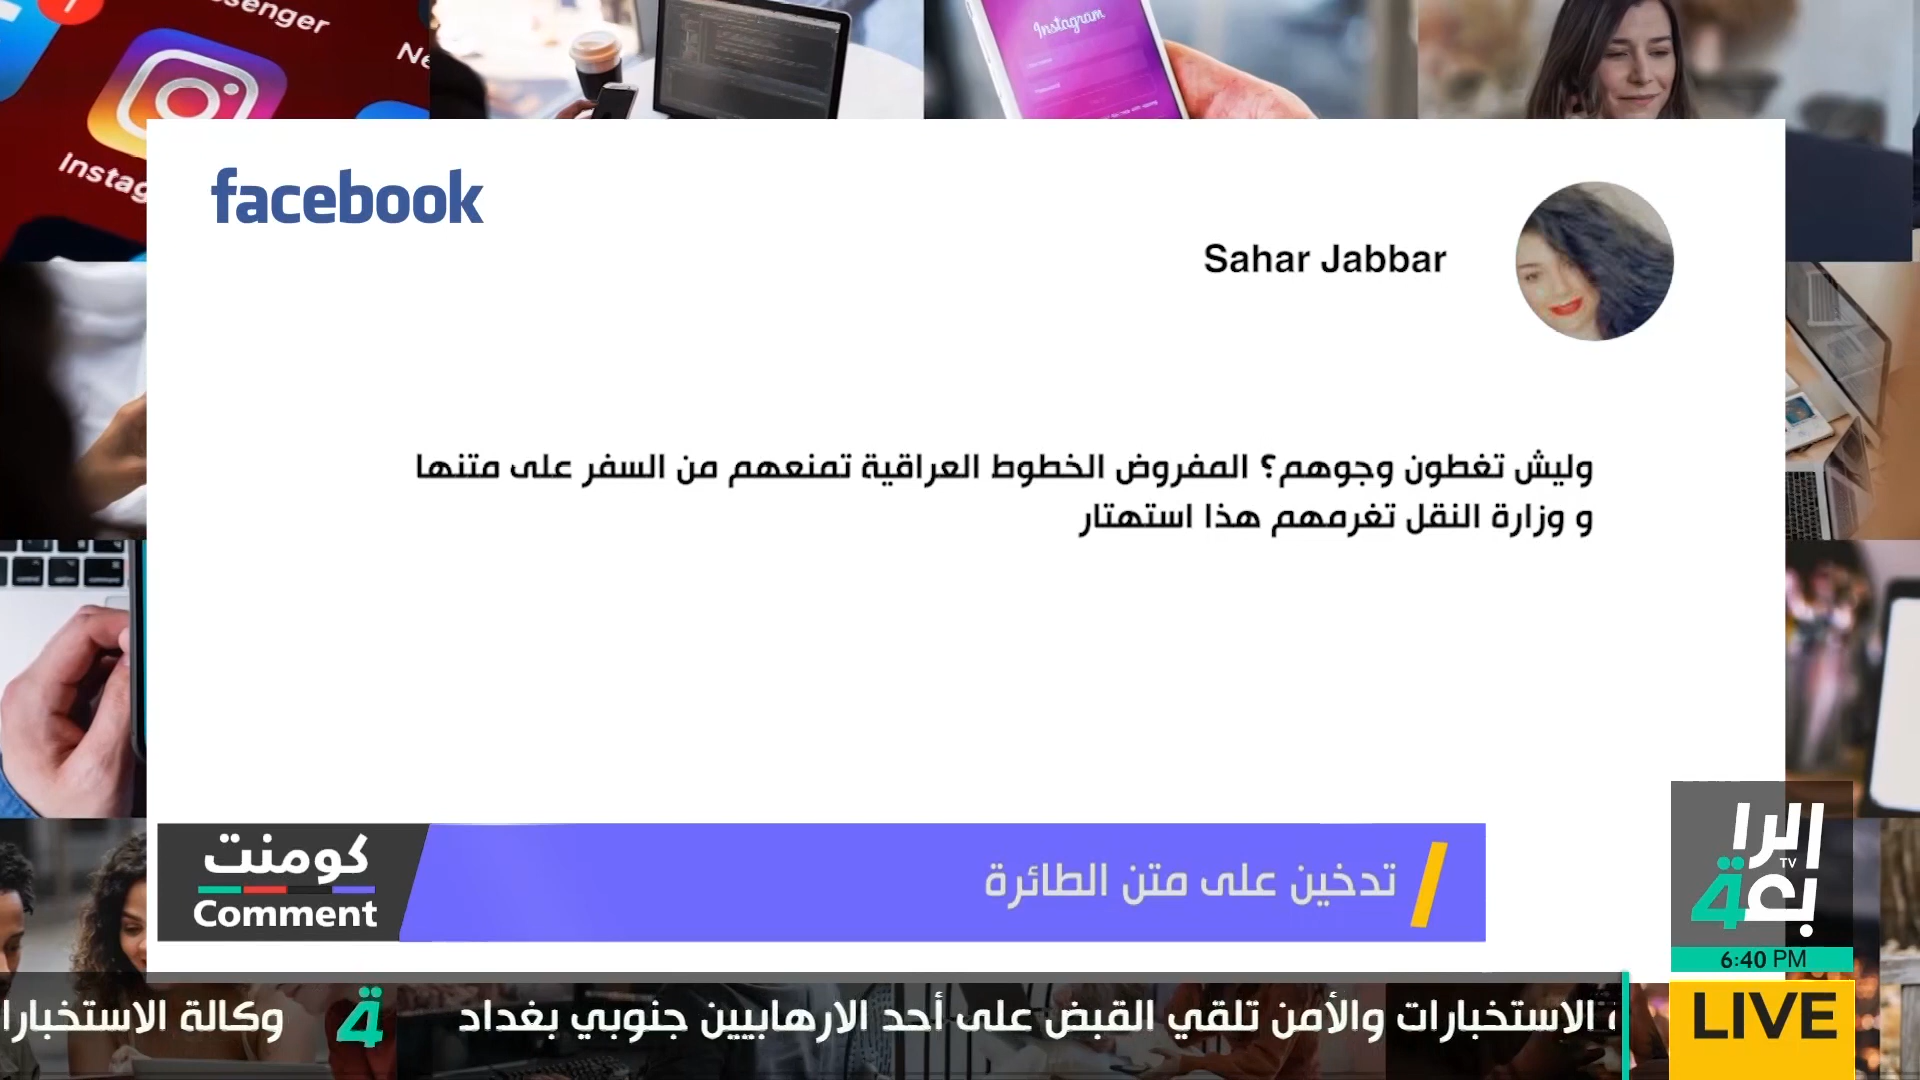 Messenger
Instagram
facebook
Sahar Jabbar
وليش تغطون وجوهم؟ المفروض الخطوط العراقية تمنعهم من السفر على متنها
و وزارة النقل تغرمهم هذا استهتار
كومنت
Comment
تدخين على متن الطائرة
الرابعة
TV
6:40 PM
LIVE
الاستخبارات والأمن تلقي القبض على أحد الارهابيين جنوبي بغداد
وكالة الاستخبارا